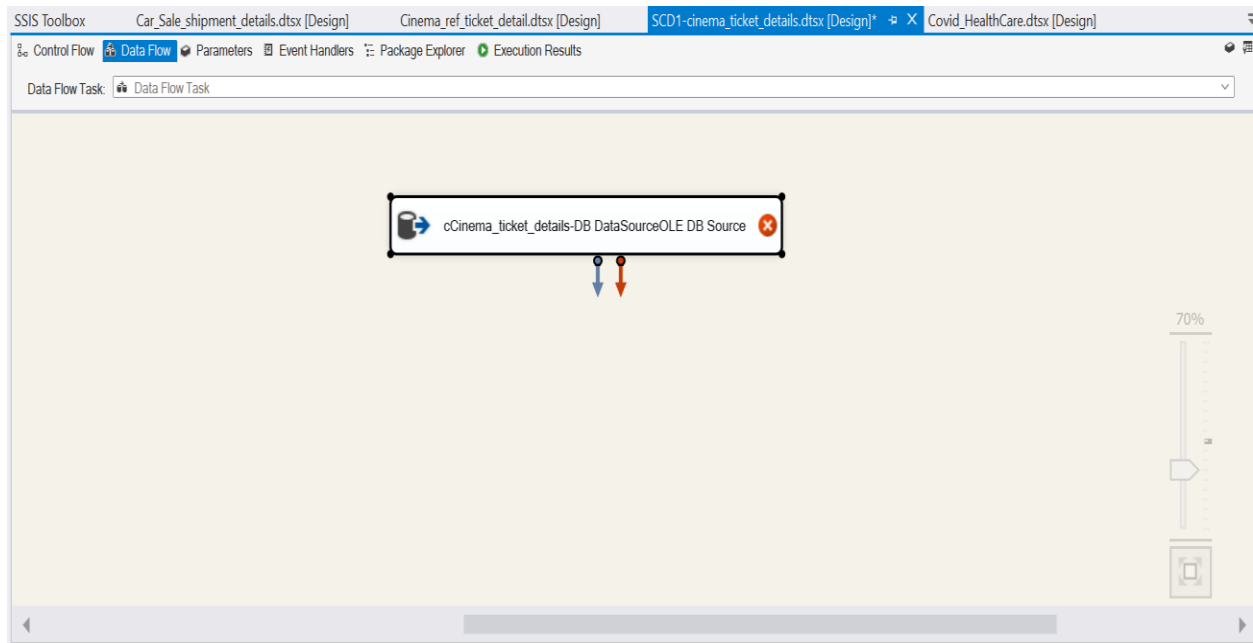 SSIS Toolbox Car_Sale_shipment_details.dtsx [Design] Cinema_ref_ticket_detail.dtsx [Design] SCD1-cinema_ticket_details.dtsx [Design]* X Covid_HealthCare.dtsx [Design]
Control Flow Data Flow Parameters Event Handlers Package Explorer Execution Results
Data Flow Task: Data Flow Task
cCinema_ticket_details-DB DataSourceOLE DB Source
70%